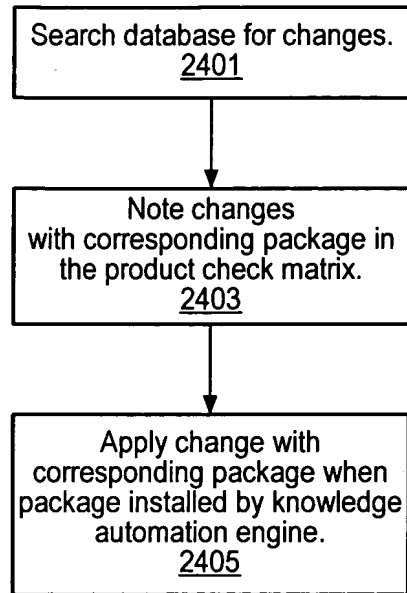 Search database for changes.
2401
Note changes
with corresponding package in
the product check matrix.
2403
Apply change with
corresponding package when
package installed by knowledge
automation engine.
2405